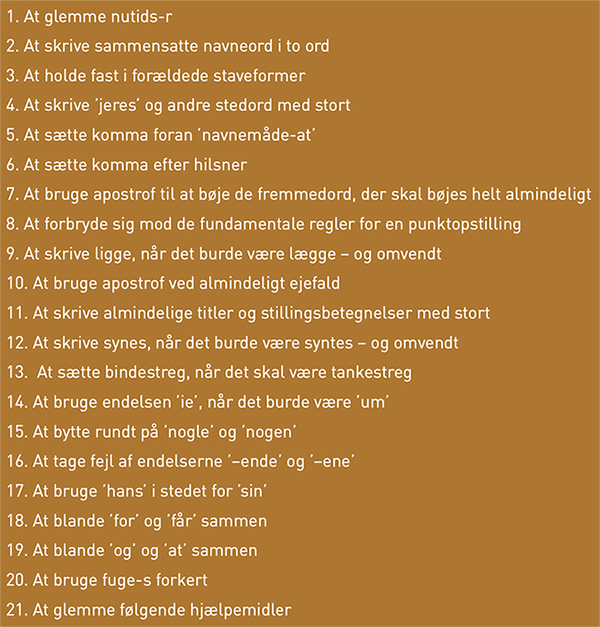 1. At glemme nutids-r
2. At skrive sammensatte navneord i to ord
3. At holde fast i forældede staveformer
4. At skrive ’jeres’ og andre stedord med stort
5. At sætte komma foran ’navnemåde-at’
6. At sætte komma efter hilsner
7. At bruge apostrof til at bøje de fremmedord, der skal bøjes helt almindeligt
8. At forbryde sig mod de fundamentale regler for en punktopstilling
9. At skrive ligge, når det burde være lægge – og omvendt
10. At bruge apostrof ved almindeligt ejefald
11. At skrive almindelige titler og stillingsbetegnelser med stort
12. At skrive synes, når det burde være syntes – og omvendt
13.  At sætte bindestreg, når det skal være tankestreg
14. At bruge endelsen ’ie’, når det burde være ’um’
15. At bytte rundt på ’nogle’ og ’nogen’
16. At tage fejl af endelserne ’–ende’ og ’–ene’
17. At bruge ’hans’ i stedet for ’sin’
18. At blande ’for’ og ’får’ sammen
19. At blande ’og’ og ’at’ sammen
20. At bruge fuge-s forkert
21. At glemme følgende hjælpemidler